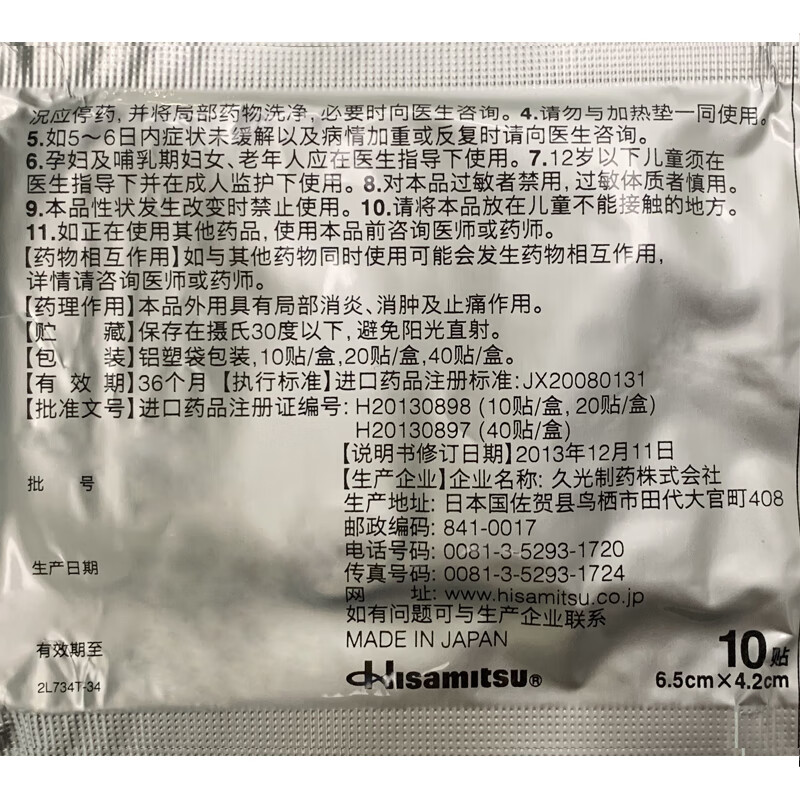 况应停药，并将局部药物洗净，必要时向医生咨询。4.请勿与加热垫一同使用。
5.如5～6日内症状未缓解以及病情加重或反复时请向医生咨询。
6.孕妇及哺乳期妇女、老年人应在医生指导下使用。7.12岁以下儿童须在
医生指导下并在成人监护下使用。8.对本品过敏者禁用，过敏体质者慎用。
9.本品性状发生改变时禁止使用。10.请将本品放在儿童不能接触的地方。
11.如正在使用其他药品，使用本品前咨询医师或药师。
【药物相互作用】如与其他药物同时使用可能会发生药物相互作用，
详情请咨询医师或药师。
【药理作用】本品外用具有局部消炎、消肿及止痛作用。
【贮 藏】保存在摄氏30度以下，避免阳光直射。
【包 装】铝塑袋包装，10贴/盒，20贴/盒，40贴/盒。
【有 效 期】36个月【执行标准】进口药品注册标准：JX20080131
【批准文号】进口药品注册证编号：H20130898 (10贴/盒，20贴/盒)
H20130897 (40贴/盒)
【说明书修订日期】2013年12月11日
【生产企业】企业名称：久光制药株式会社
生产地址：日本国佐贺县鸟栖市田代大官町408
邮政编码：841-0017
电话号码：0081-3-5293-1720
传真号码：0081-3-5293-1724
网 址：www.hisamitsu.co.jp
如有问题可与生产企业联系
MADE IN JAPAN
Hisamitsu®
批 号
生产日期
有效期至
2L734T-34
10贴
6.5cm×4.2cm